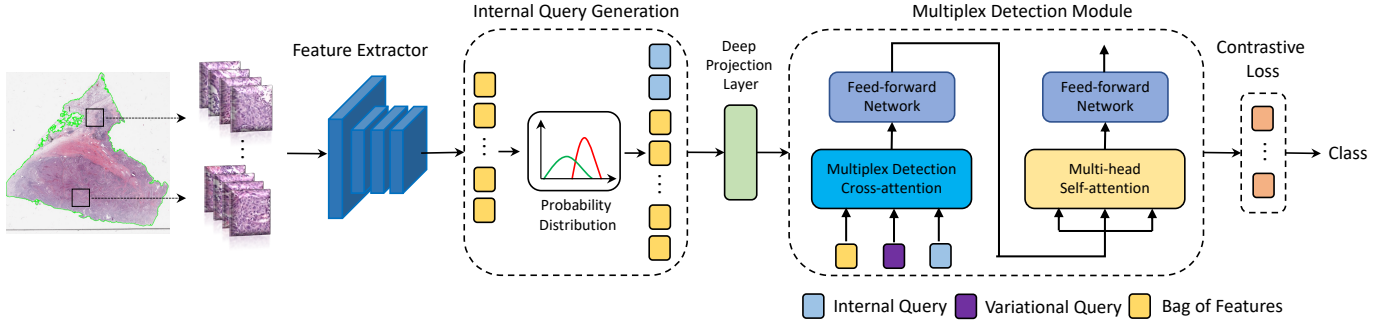 Internal Query Generation
Multiplex Detection Module
Feature Extractor
Deep
Projection
Layer
Contrastive
Loss
Feed-forward
Network
Feed-forward
Network
Multiplex Detection
Cross-attention
Multi-head
Self-attention
Class
Probability
Distribution
Internal Query
Variational Query
Bag of Features